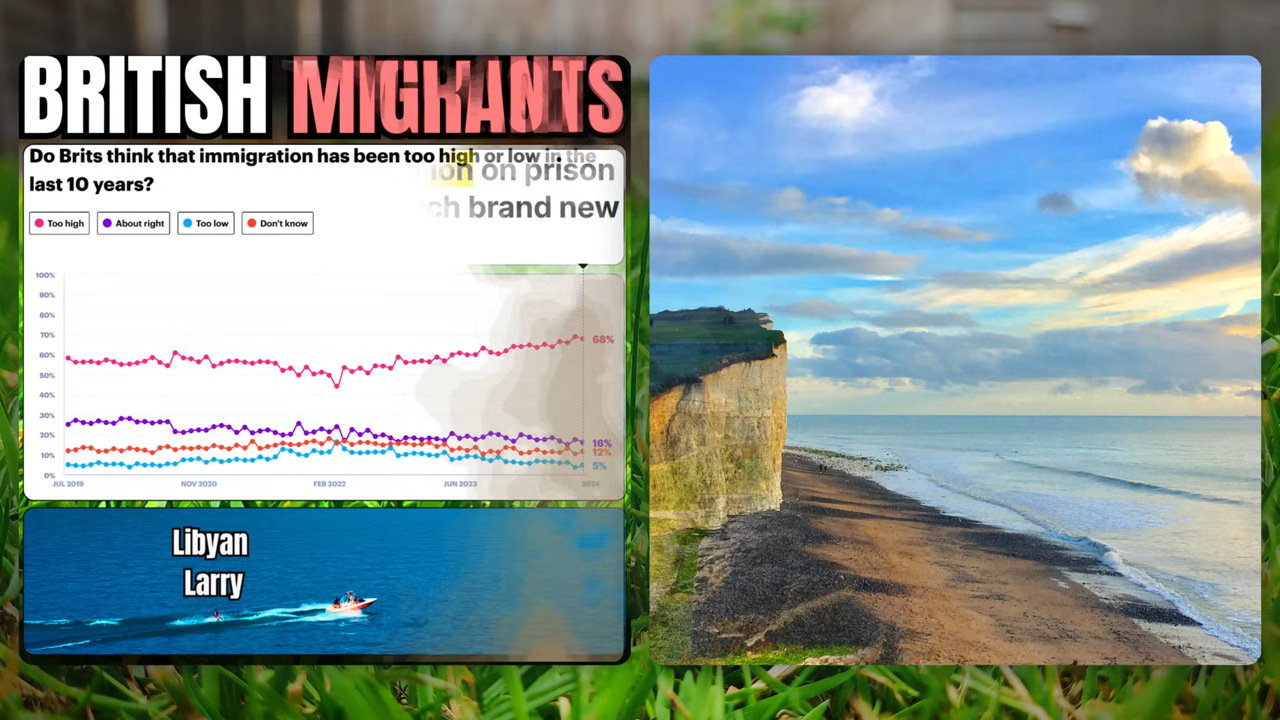 BRITISH MIGRANTS
Do Brits think that immigration has been too high or low in the
last 10 years?
on prison
brand new
Too high
About right
Too low
Don't know
100%
90%
80%
70%
60%
50%
40%
30%
20%
10%
0%
68%
16%
12%
5%
JUL 2019
NOV 2020
FEB 2022
JUN 2023
2024
Libyan
Larry